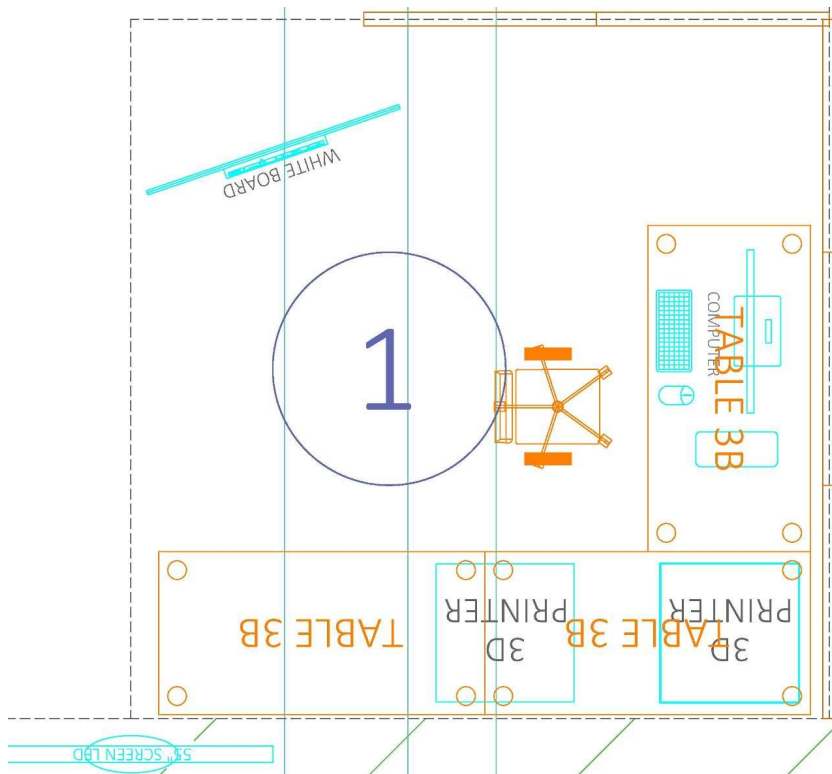 WHITE BOARD
1
COMPUTER
TABLE 3B
TABLE 3B
3D
PRINTER
TABLE 3B
3D
PRINTER
55" SCREEN LED